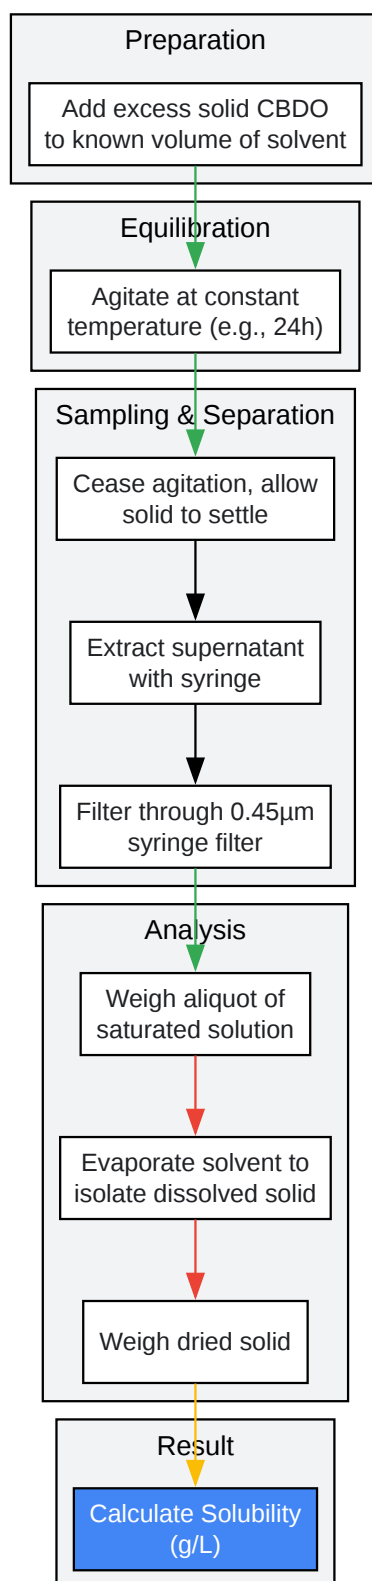 Preparation
Add excess solid CBDO
to known volume of solvent
Equilibration
Agitate at constant
temperature (e.g., 24h)
Sampling & Separation
Cease agitation, allow
solid to settle
Extract supernatant
with syringe
Filter through 0.45µm
syringe filter
Analysis
Weigh aliquot of
saturated solution
Evaporate solvent to
isolate dissolved solid
Weigh dried solid
Result
Calculate Solubility
(g/L)